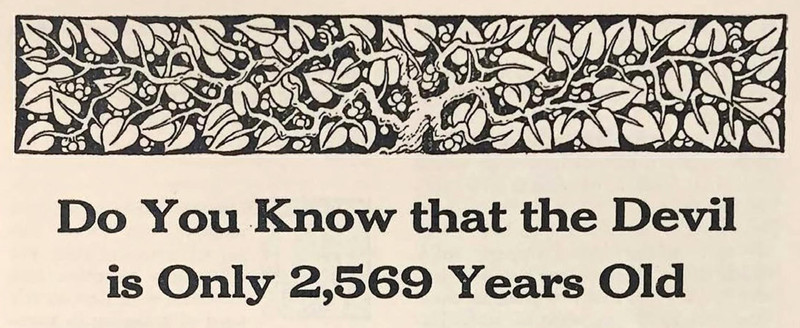 Do You Know that the Devil
is Only 2,569 Years Old